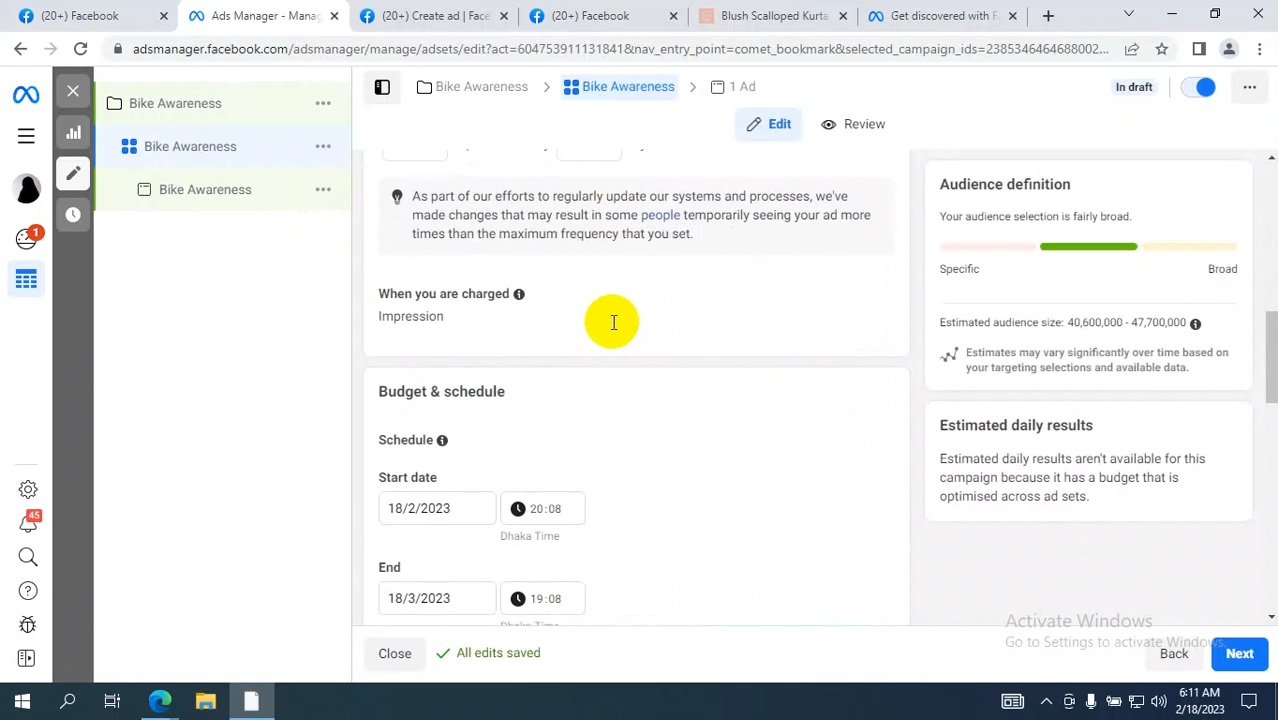 (20+) Facebook
Ads Manager - Manag
(20+) Create ad | Facel
(20+) Facebook
Blush Scalloped Kurta
Get discovered with FA
adsmanager.facebook.com/adsmanager/manage/adsets/edit?act=604753911131841&nav_entry_point=comet_bookmark&selected_campaign_ids=2385346464688002...
Bike Awareness
Bike Awareness
Bike Awareness
Bike Awareness
Bike Awareness
1 Ad
In draft
Edit
Review
As part of our efforts to regularly update our systems and processes, we've
made changes that may result in some people temporarily seeing your ad more
times than the maximum frequency that you set.
When you are charged
Impression
Budget & schedule
Schedule
Start date
18/2/2023
20:08
Dhaka Time
End
18/3/2023
19:08
Dhaka Time
Close
All edits saved
Back
Next
Audience definition
Your audience selection is fairly broad.
Specific
Broad
Estimated audience size: 40,600,000 - 47,700,000
Estimates may vary significantly over time based on
your targeting selections and available data.
Estimated daily results
Estimated daily results aren't available for this
campaign because it has a budget that is
optimised across ad sets.
Activate Windows
Go to Settings to activate Windows.
1
45
6:11 AM
2/18/2023